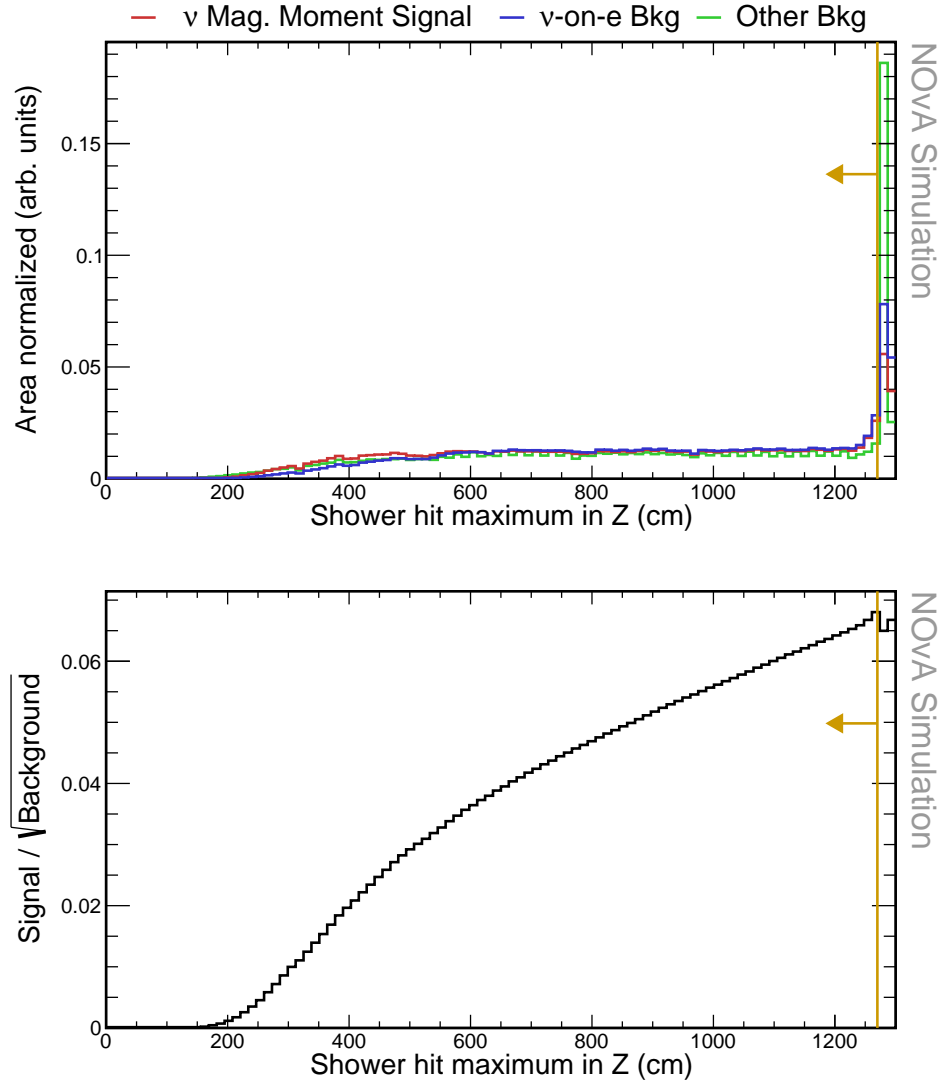 ν Mag. Moment Signal ν-on-e Bkg Other Bkg
NOvA Simulation
Area normalized (arb. units)
0.15
0.1
0.05
0
0 200 400 600 800 1000 1200
Shower hit maximum in Z (cm)
NOvA Simulation
Signal / √Background
0.06
0.04
0.02
0
0 200 400 600 800 1000 1200
Shower hit maximum in Z (cm)